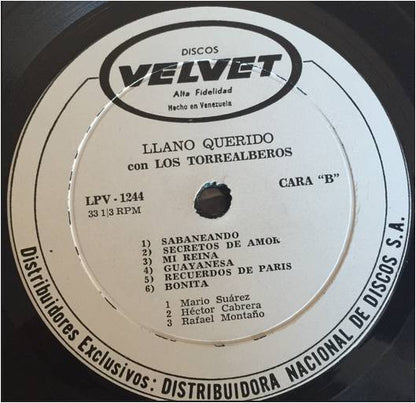 DISCOS
VELVET
Alta Fidelidad
Hecho en Venezuela
LLANO QUERIDO
con LOS TORREALBEROS
LPV - 1244
33 1|3 RPM
CARA "B"
1) SABANEANDO
2) SECRETOS DE AMOR
3) MI REINA
4) GUAYANESA
5) RECUERDOS DE PARIS
6) BONITA
1 Mario Suárez
2 Héctor Cabrera
3 Rafael Montaño
Distribuidores Exclusivos: DISTRIBUIDORA NACIONAL DE DISCOS S.A.